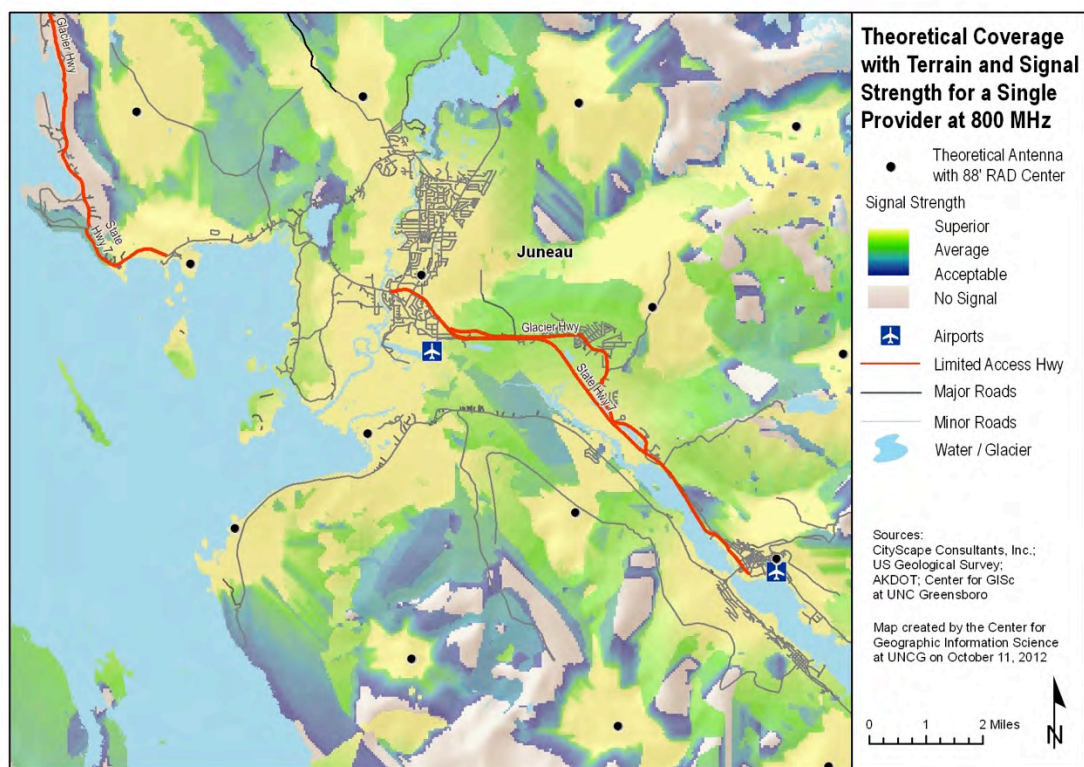 Theoretical Coverage
with Terrain and Signal
Strength for a Single
Provider at 800 MHz
Theoretical Antenna
with 88' RAD Center
Signal Strength
Superior
Average
Acceptable
No Signal
Airports
Limited Access Hwy
Major Roads
Minor Roads
Water / Glacier
Sources:
CityScape Consultants, Inc.;
US Geological Survey;
AKDOT; Center for GISc
at UNC Greensboro
Map created by the Center for
Geographic Information Science
at UNCG on October 11, 2012
0 1 2 Miles
N
Glacier Hwy
State
Hwy 7
Juneau
Glacier Hwy
State Hwy 7